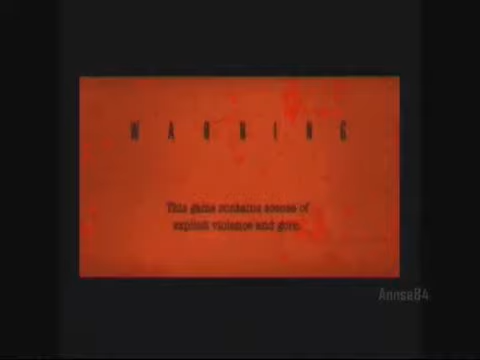 WARNING
This game contains scenes of
explicit violence and gore.
Annsa84